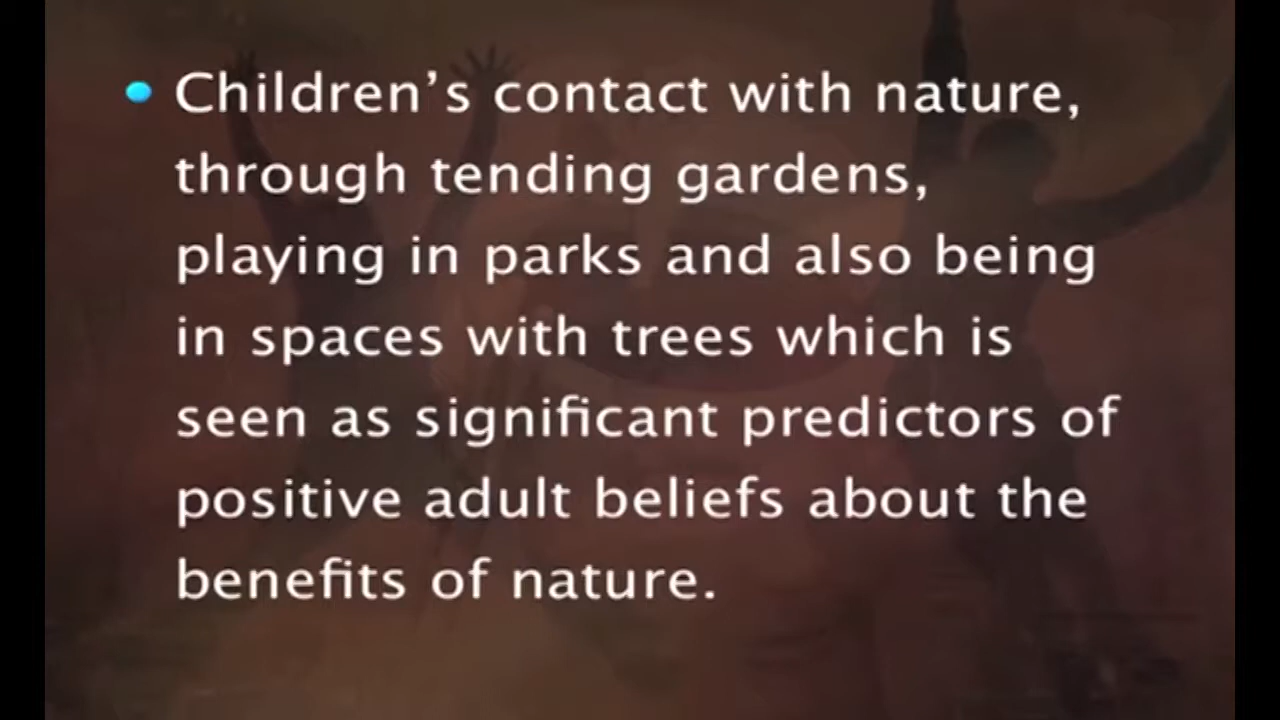 • Children’s contact with nature,
through tending gardens,
playing in parks and also being
in spaces with trees which is
seen as significant predictors of
positive adult beliefs about the
benefits of nature.